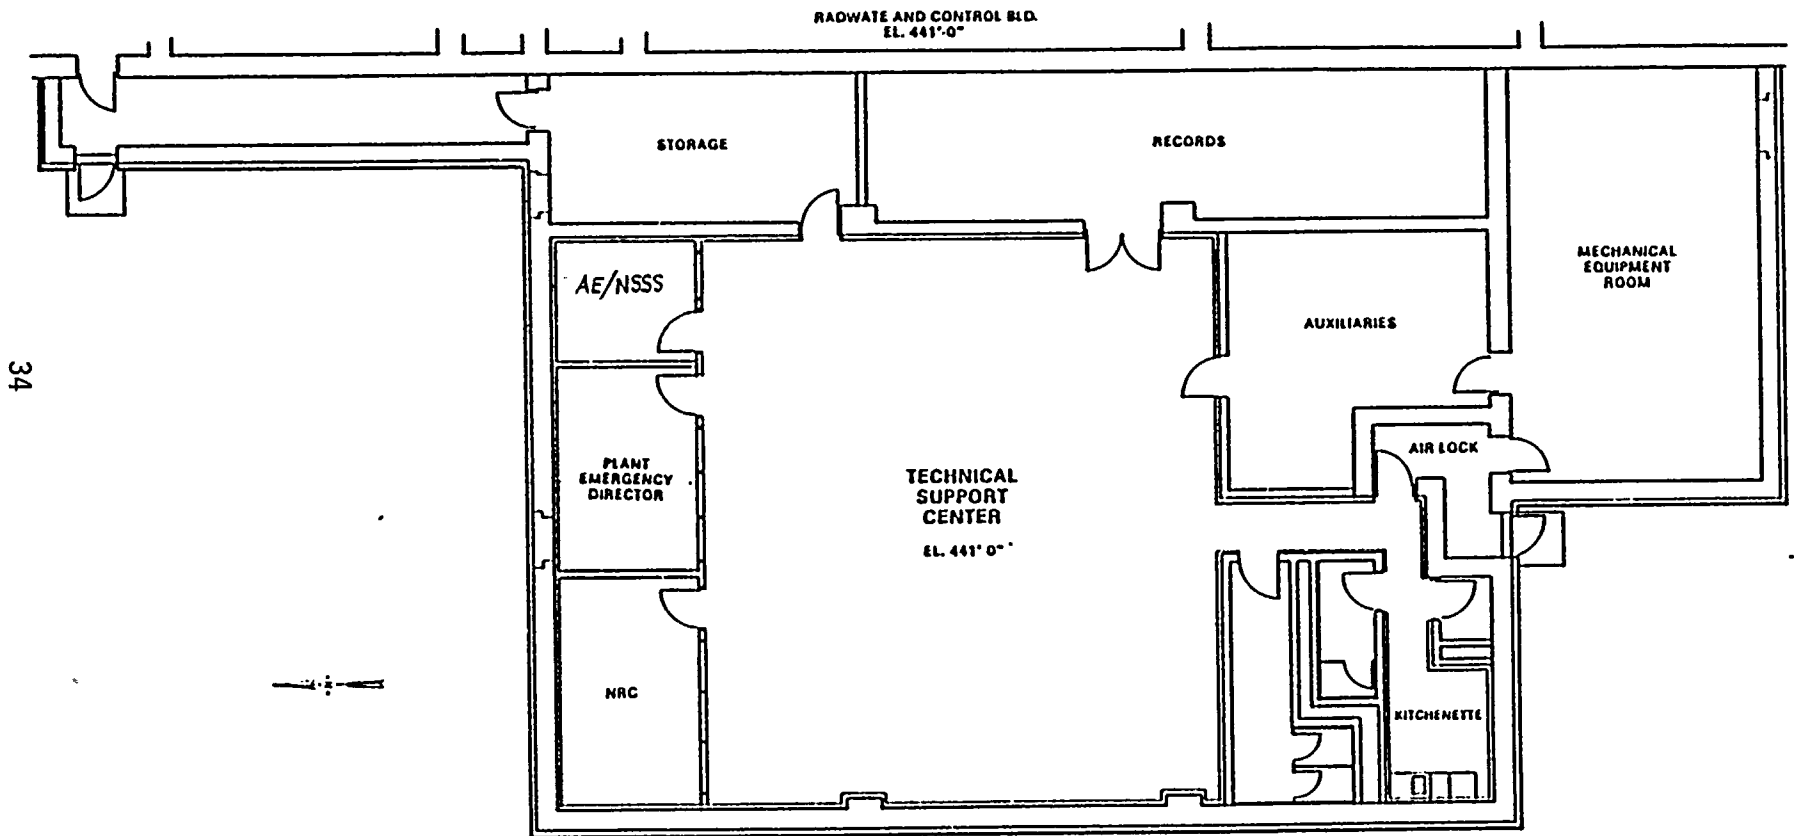 RADWATE AND CONTROL BLD.
EL. 441'-0"
STORAGE
RECORDS
MECHANICAL
EQUIPMENT
ROOM
AE/NSSS
AUXILIARIES
34
AIR LOCK
PLANT
EMERGENCY
DIRECTOR
TECHNICAL
SUPPORT
CENTER
EL. 441' 0"
NRC
KITCHENETTE